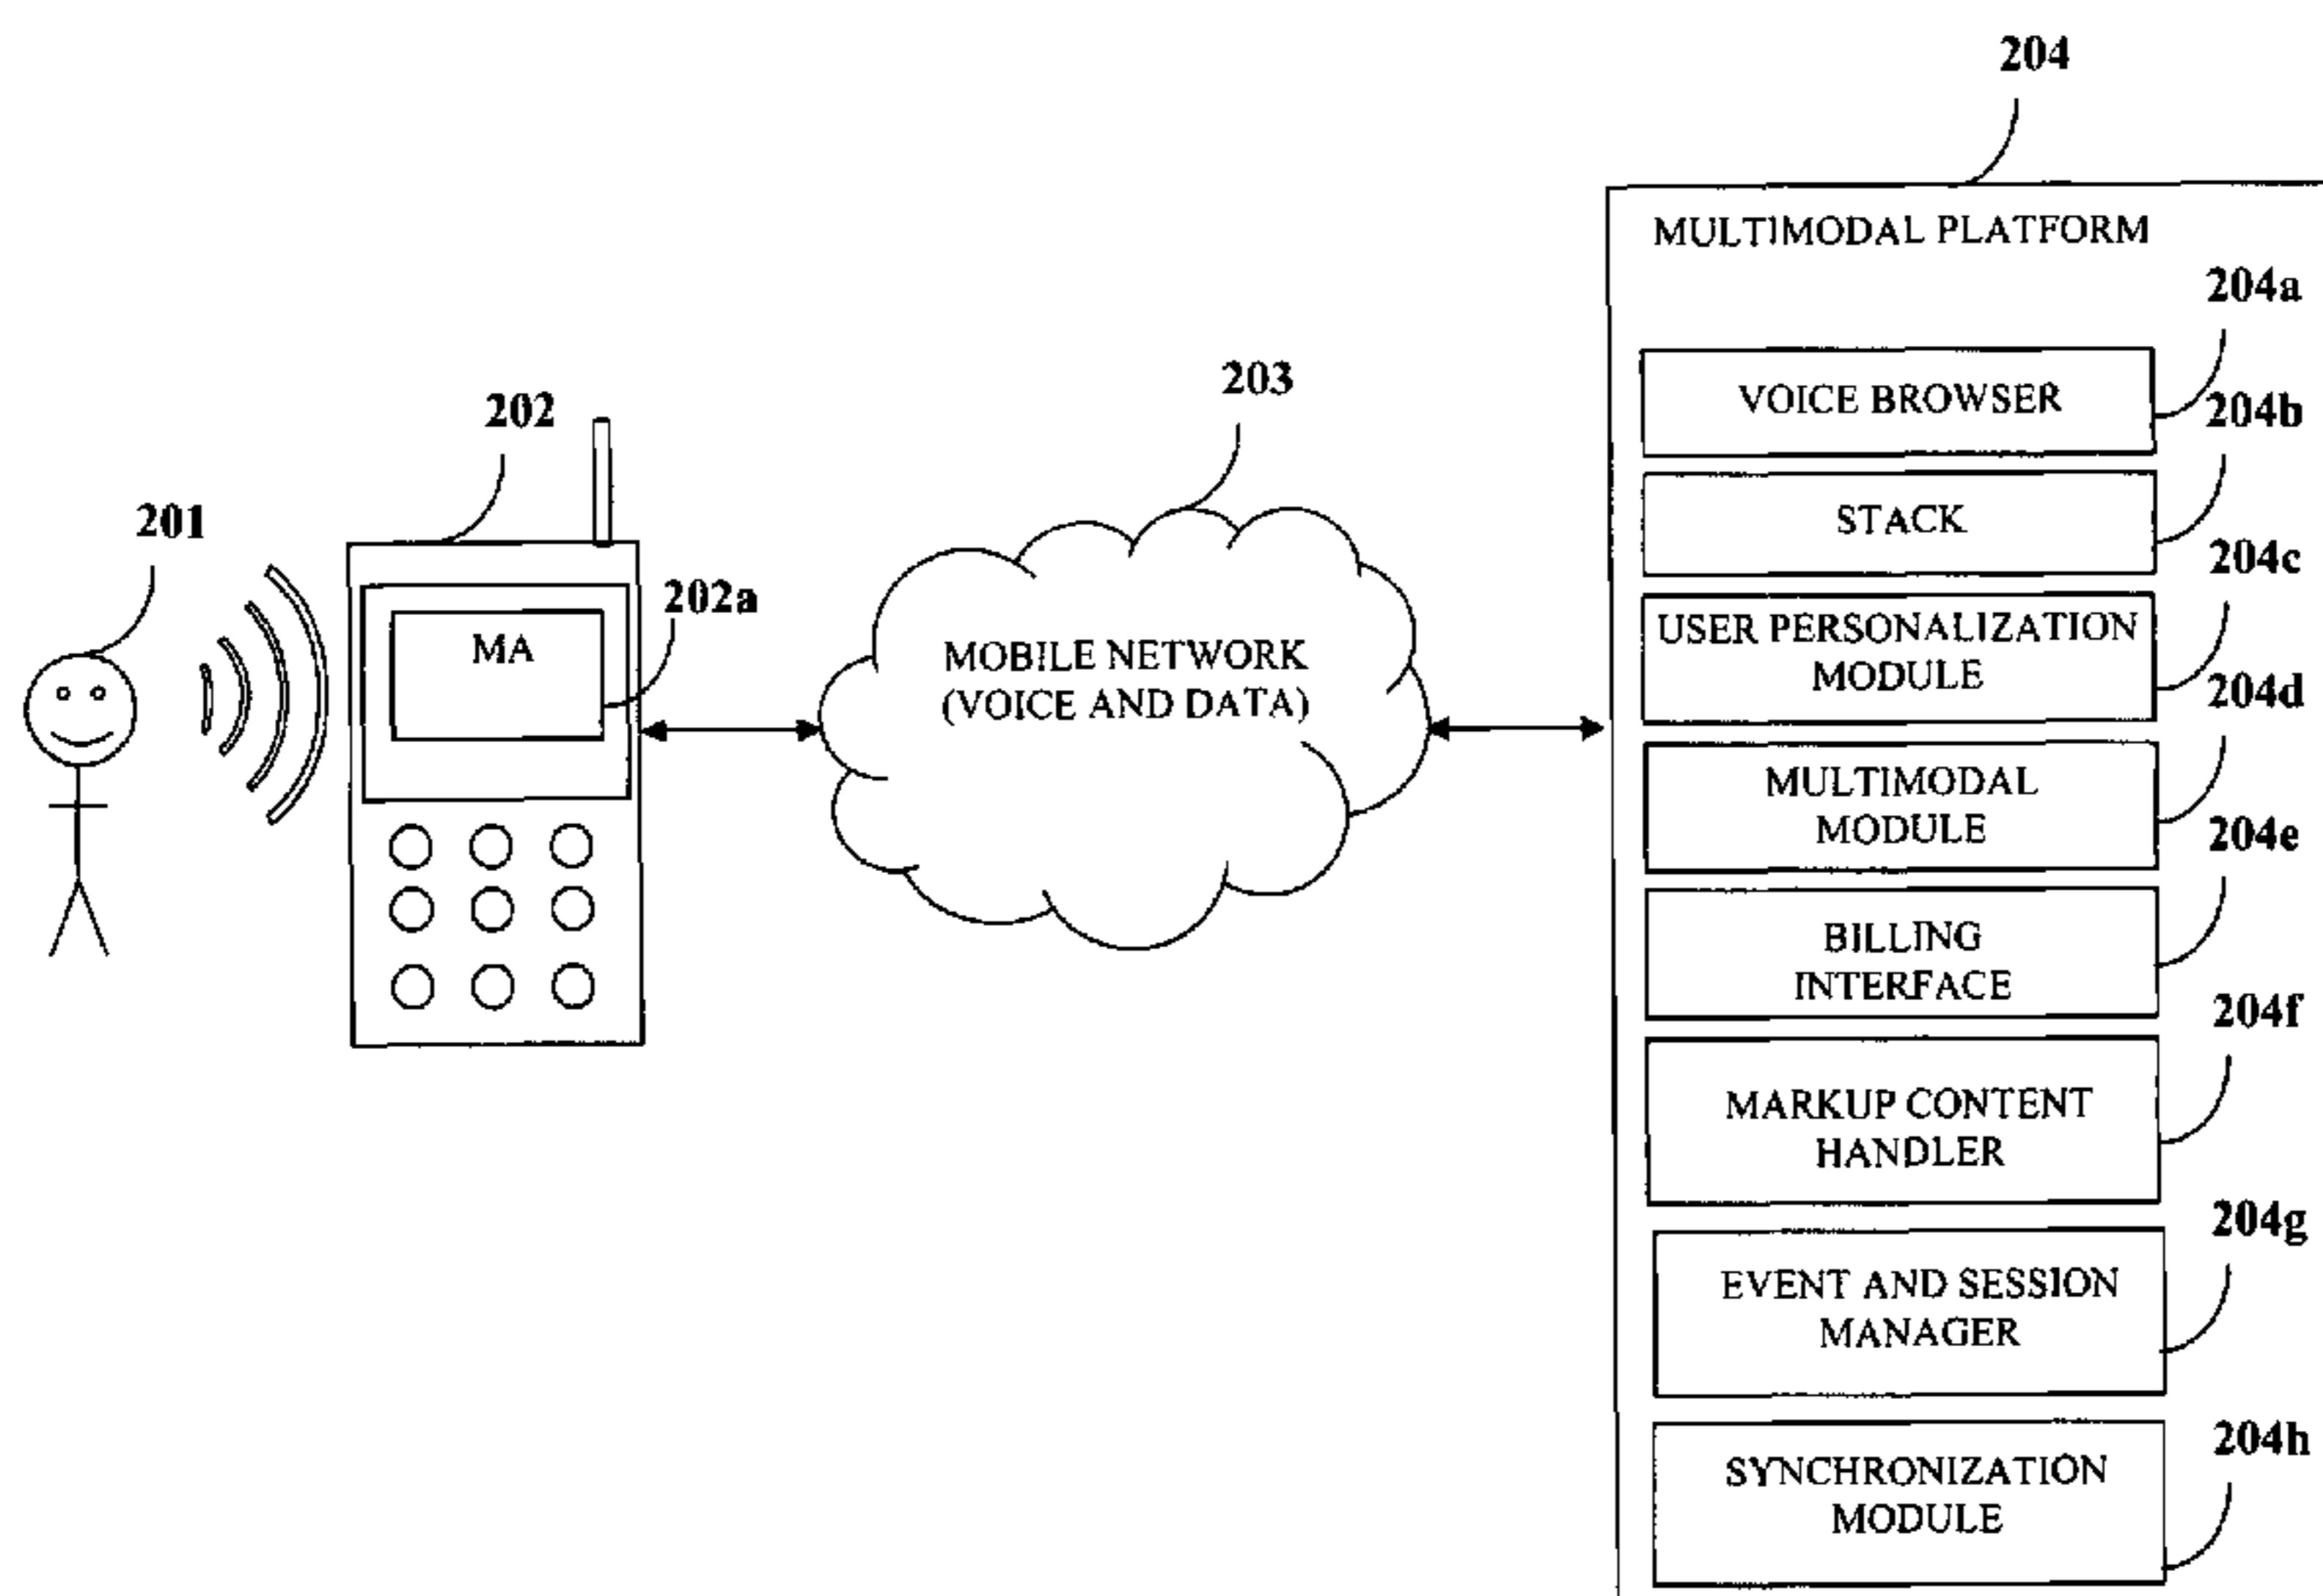 204
MULTIMODAL PLATFORM
204a
VOICE BROWSER
204b
STACK
204c
USER PERSONALIZATION
MODULE
204d
MULTIMODAL
MODULE
204e
BILLING
INTERFACE
204f
MARKUP CONTENT
HANDLER
204g
EVENT AND SESSION
MANAGER
204h
SYNCHRONIZATION
MODULE
203
MOBILE NETWORK
(VOICE AND DATA)
202
202a
MA
201